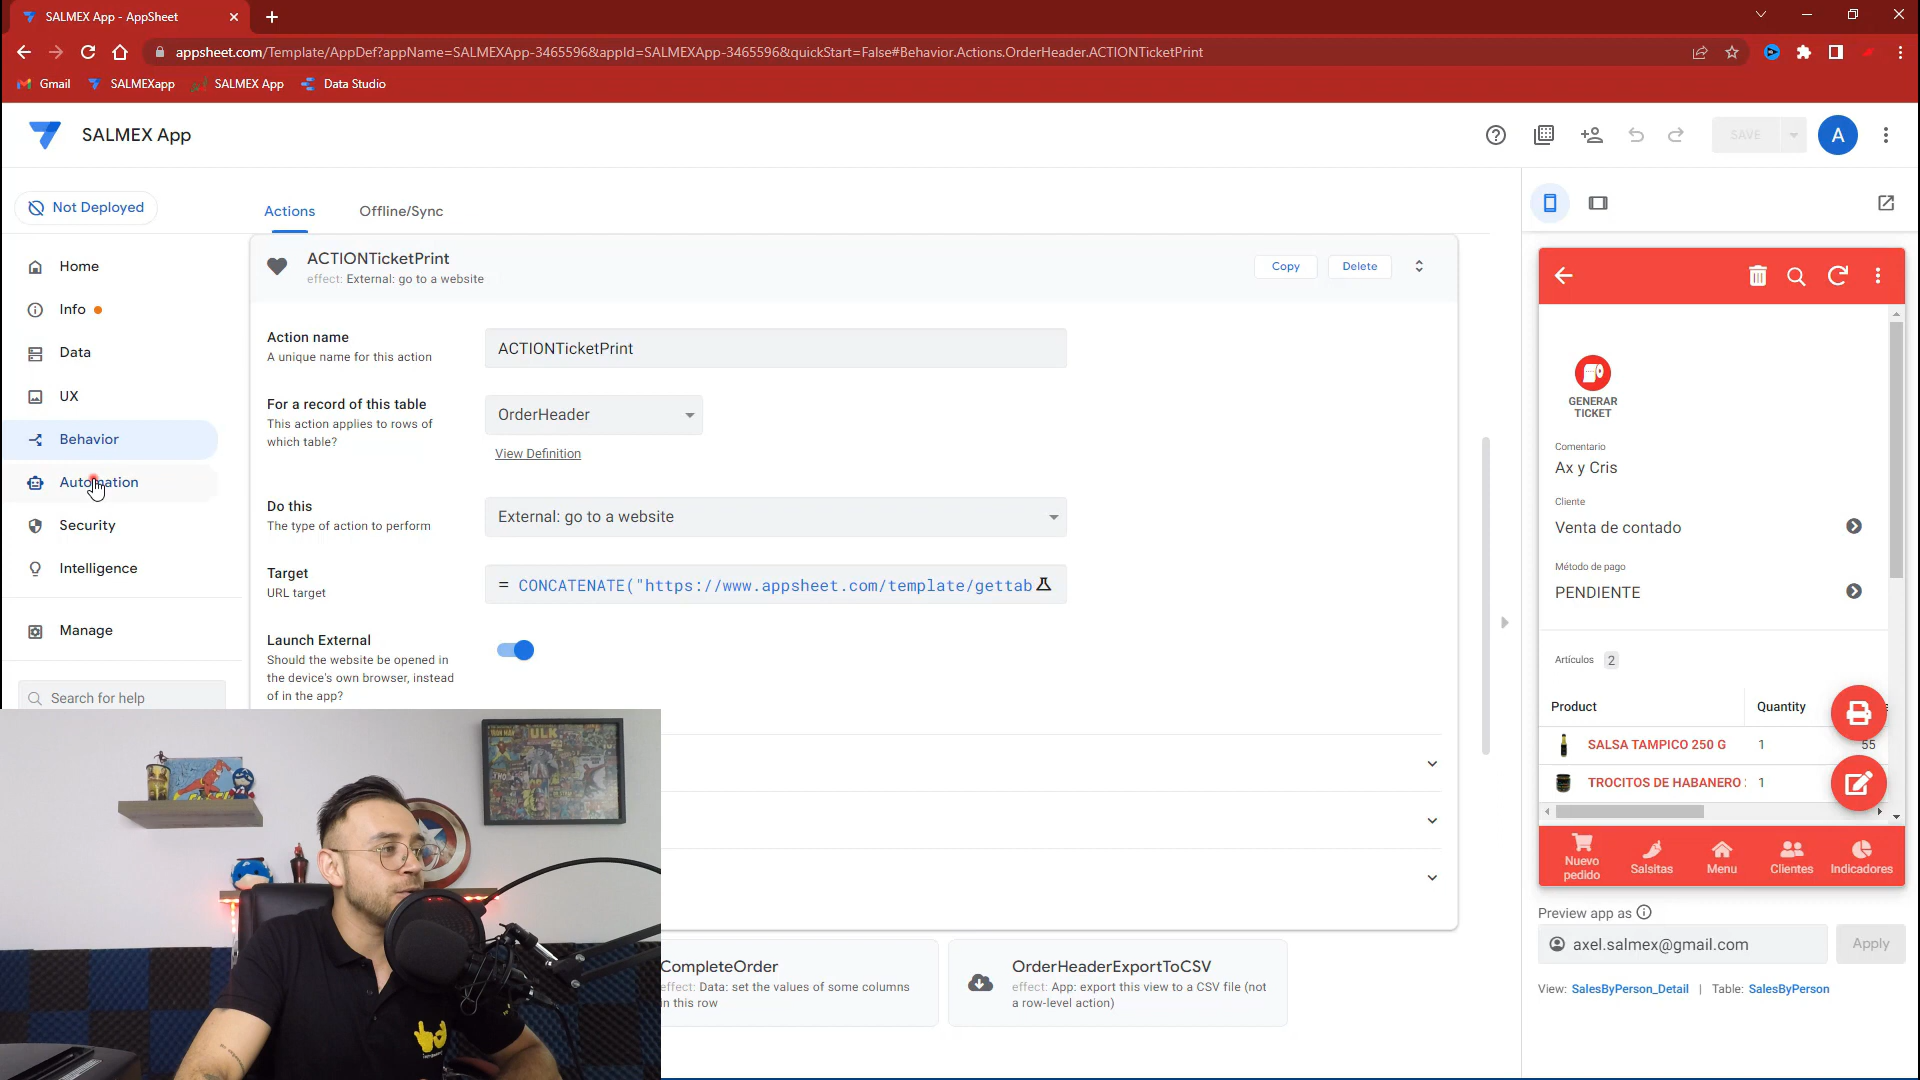 SALMEX App - AppSheet
appsheet.com/Template/AppDef?appName=SALMEXApp-3465596&appId=SALMEXApp-3465596&quickStart=False#Behavior.Actions.OrderHeader.ACTIONTicketPrint
Gmail SALMEXapp SALMEX App Data Studio
SALMEX App
SAVE
A
Not Deployed
Home
Info
Data
UX
Behavior
Automation
Security
Intelligence
Manage
Search for help
Actions Offline/Sync
ACTIONTicketPrint
effect: External: go to a website
Copy Delete
Action name
A unique name for this action
ACTIONTicketPrint
For a record of this table
This action applies to rows of
which table?
OrderHeader
View Definition
Do this
The type of action to perform
External: go to a website
Target
URL target
= CONCATENATE("https://www.appsheet.com/template/gettab
Launch External
Should the website be opened in
the device's own browser, instead
of in the app?
CompleteOrder
effect: Data: set the values of some columns
in this row
OrderHeaderExportToCSV
effect: App: export this view to a CSV file (not
a row-level action)
GENERAR
TICKET
Comentario
Ax y Cris
Cliente
Venta de contado
Método de pago
PENDIENTE
Artículos 2
Product Quantity
SALSA TAMPICO 250 G 1 55
TROCITOS DE HABANERO 1
Nuevo
pedido
Salsitas
Menu
Clientes
Indicadores
Preview app as
axel.salmex@gmail.com
Apply
View: SalesByPerson_Detail | Table: SalesByPerson
HULK